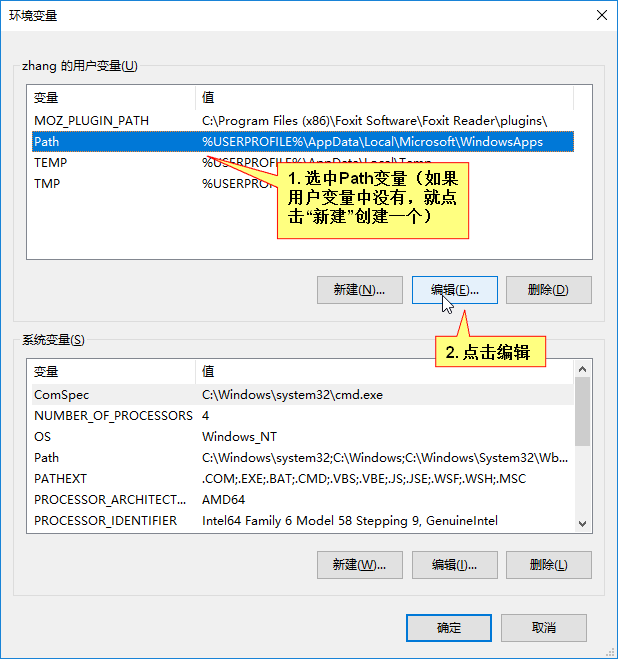 环境变量
zhang 的用户变量(U)
变量 值
MOZ_PLUGIN_PATH C:\Program Files (x86)\Foxit Software\Foxit Reader\plugins\
Path %USERPROFILE%\AppData\Local\Microsoft\WindowsApps
TEMP %USERPROFILE%\AppData\Local\Temp
TMP %USERPROF
1. 选中Path变量（如果
用户变量中没有，就点
击“新建”创建一个）
新建(N)... 编辑(E)... 删除(D)
2. 点击编辑
系统变量(S)
变量 值
ComSpec C:\Windows\system32\cmd.exe
NUMBER_OF_PROCESSORS 4
OS Windows_NT
Path C:\Windows\system32;C:\Windows;C:\Windows\System32\Wb...
PATHEXT .COM;.EXE;.BAT;.CMD;.VBS;.VBE;.JS;.JSE;.WSF;.WSH;.MSC
PROCESSOR_ARCHITECT... AMD64
PROCESSOR_IDENTIFIER Intel64 Family 6 Model 58 Stepping 9, GenuineIntel
新建(W)... 编辑(I)... 删除(L)
确定 取消